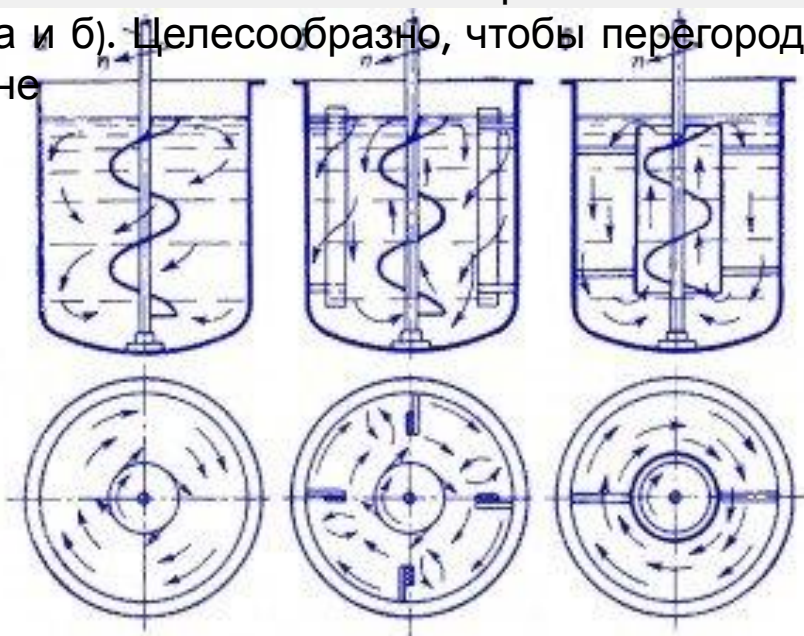 а и б). Целесообразно, чтобы перегород
не
n n n